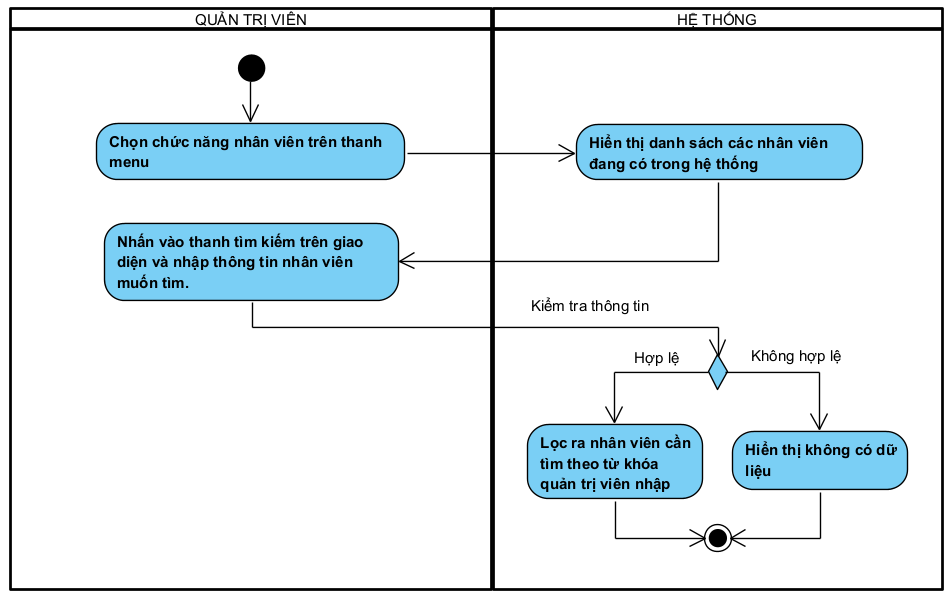 QUẢN TRỊ VIÊN
HỆ THỐNG
Chọn chức năng nhân viên trên thanh
menu
Hiển thị danh sách các nhân viên
đang có trong hệ thống
Nhấn vào thanh tìm kiếm trên giao
diện và nhập thông tin nhân viên
muốn tìm.
Kiểm tra thông tin
Hợp lệ
Không hợp lệ
Lọc ra nhân viên cần
tìm theo từ khóa
quản trị viên nhập
Hiển thị không có dữ
liệu